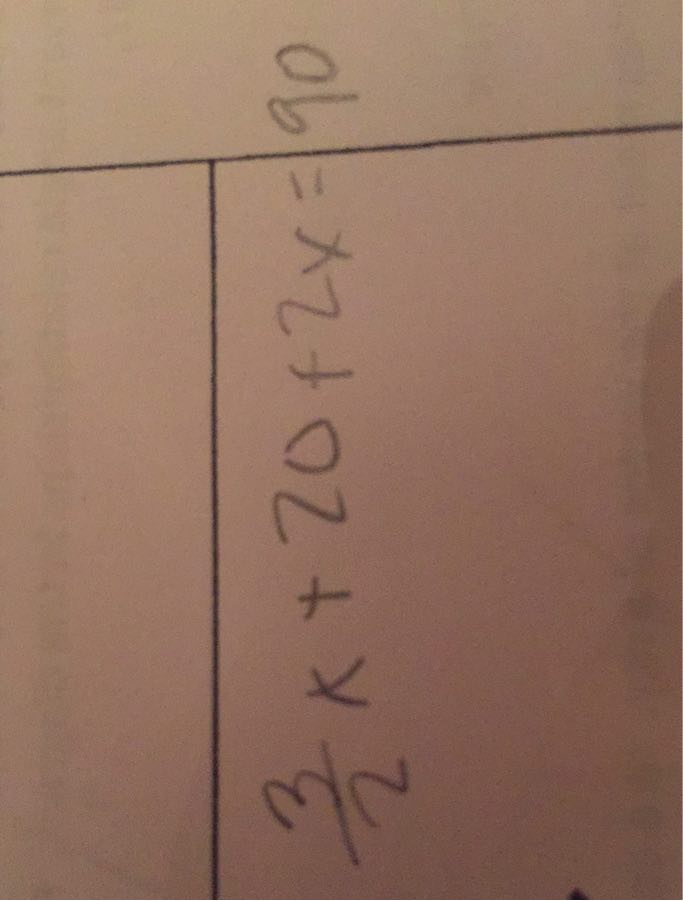 3/2 x + 20 + 2x = 90